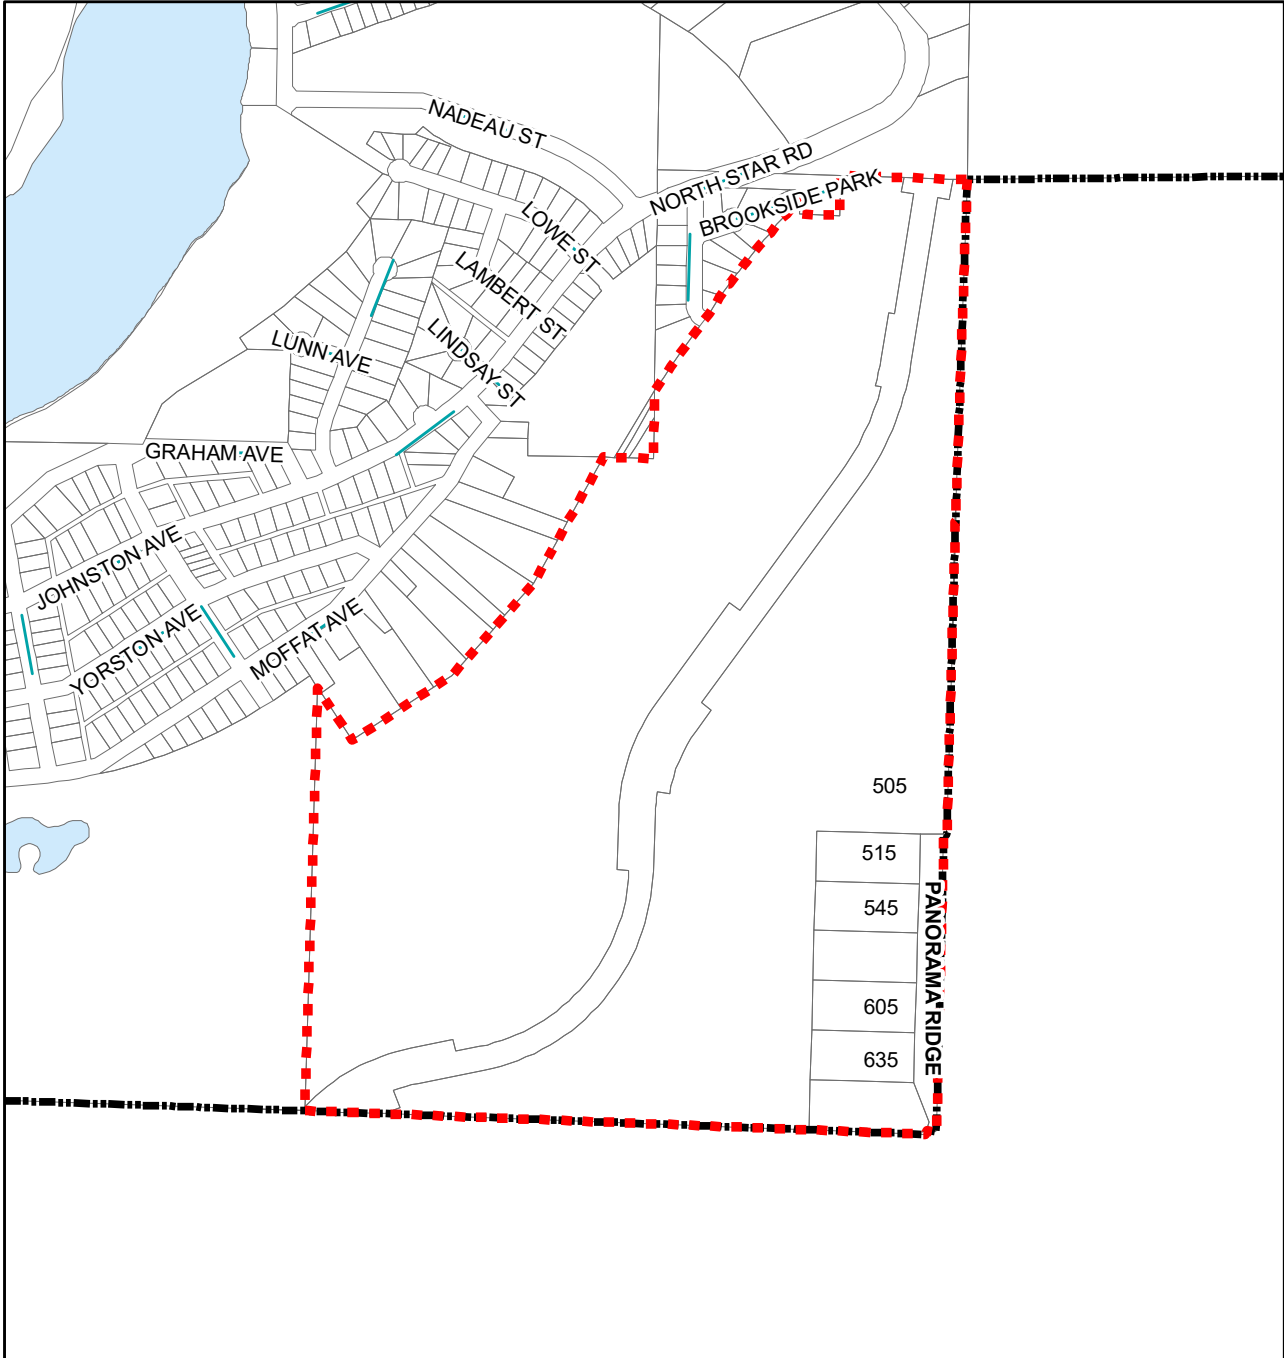 NADEAU ST
NORTH STAR RD
BROOKSIDE PARK
LOWE ST
LAMBERT ST
LINDSAY ST
LUNN AVE
GRAHAM AVE
JOHNSTON AVE
YORSTON AVE
MOFFAT AVE
505
515
545
605
635
PANORAMA RIDGE